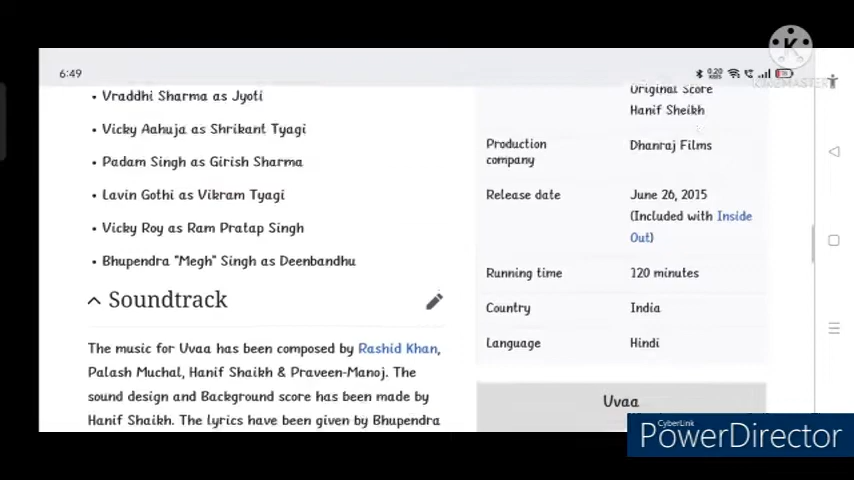 6:49
0.20
KB/S
KINEMASTER
Vraddhi Sharma as Jyoti
Vicky Aahuja as Shrikant Tyagi
Padam Singh as Girish Sharma
Lavin Gothi as Vikram Tyagi
Vicky Roy as Ram Pratap Singh
Bhupendra "Megh" Singh as Deenbandhu
Soundtrack
The music for Uvaa has been composed by Rashid Khan,
Palash Muchal, Hanif Shaikh & Praveen-Manoj. The
sound design and Background score has been made by
Hanif Shaikh. The lyrics have been given by Bhupendra
Original Score
Hanif Sheikh
Production
company
Dhanraj Films
Release date
June 26, 2015
(Included with Inside
Out)
Running time
120 minutes
Country
India
Language
Hindi
Uvaa
CyberLink
PowerDirector